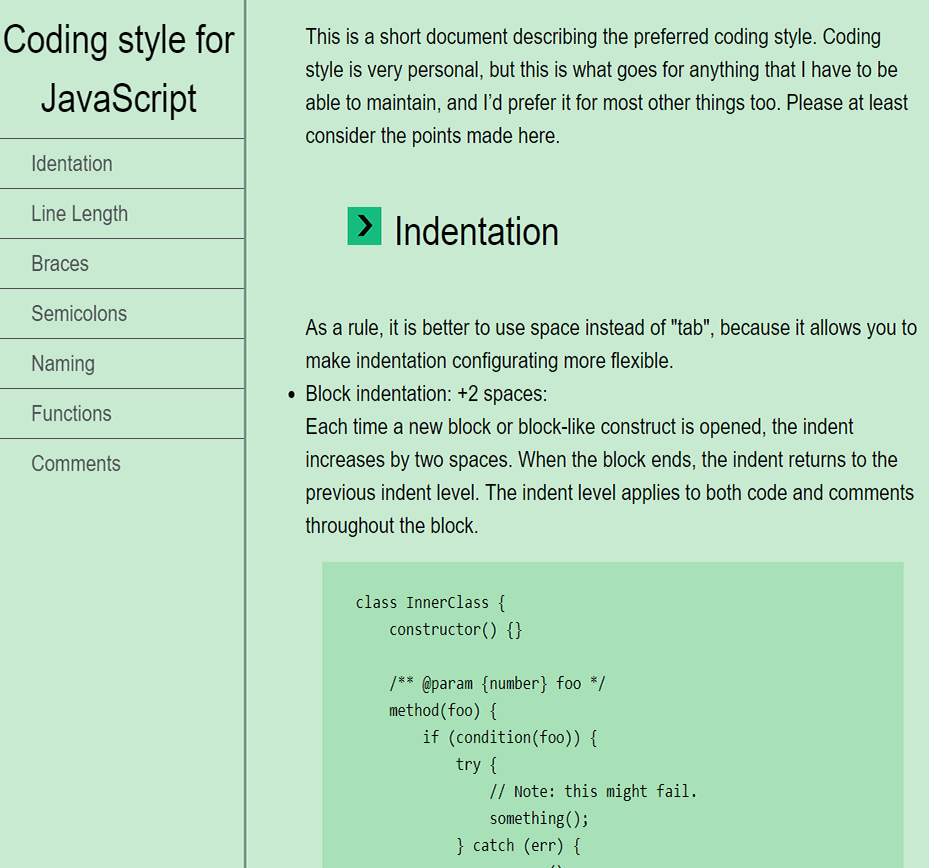 Coding style for
JavaScript
Identation
Line Length
Braces
Semicolons
Naming
Functions
Comments
This is a short document describing the preferred coding style. Coding
style is very personal, but this is what goes for anything that I have to be
able to maintain, and I’d prefer it for most other things too. Please at least
consider the points made here.
Indentation
As a rule, it is better to use space instead of "tab", because it allows you to
make indentation configurating more flexible.
• Block indentation: +2 spaces:
Each time a new block or block-like construct is opened, the indent
increases by two spaces. When the block ends, the indent returns to the
previous indent level. The indent level applies to both code and comments
throughout the block.
class InnerClass {
    constructor() {}

    /** @param {number} foo */
    method(foo) {
        if (condition(foo)) {
            try {
                // Note: this might fail.
                something();
            } catch (err) {